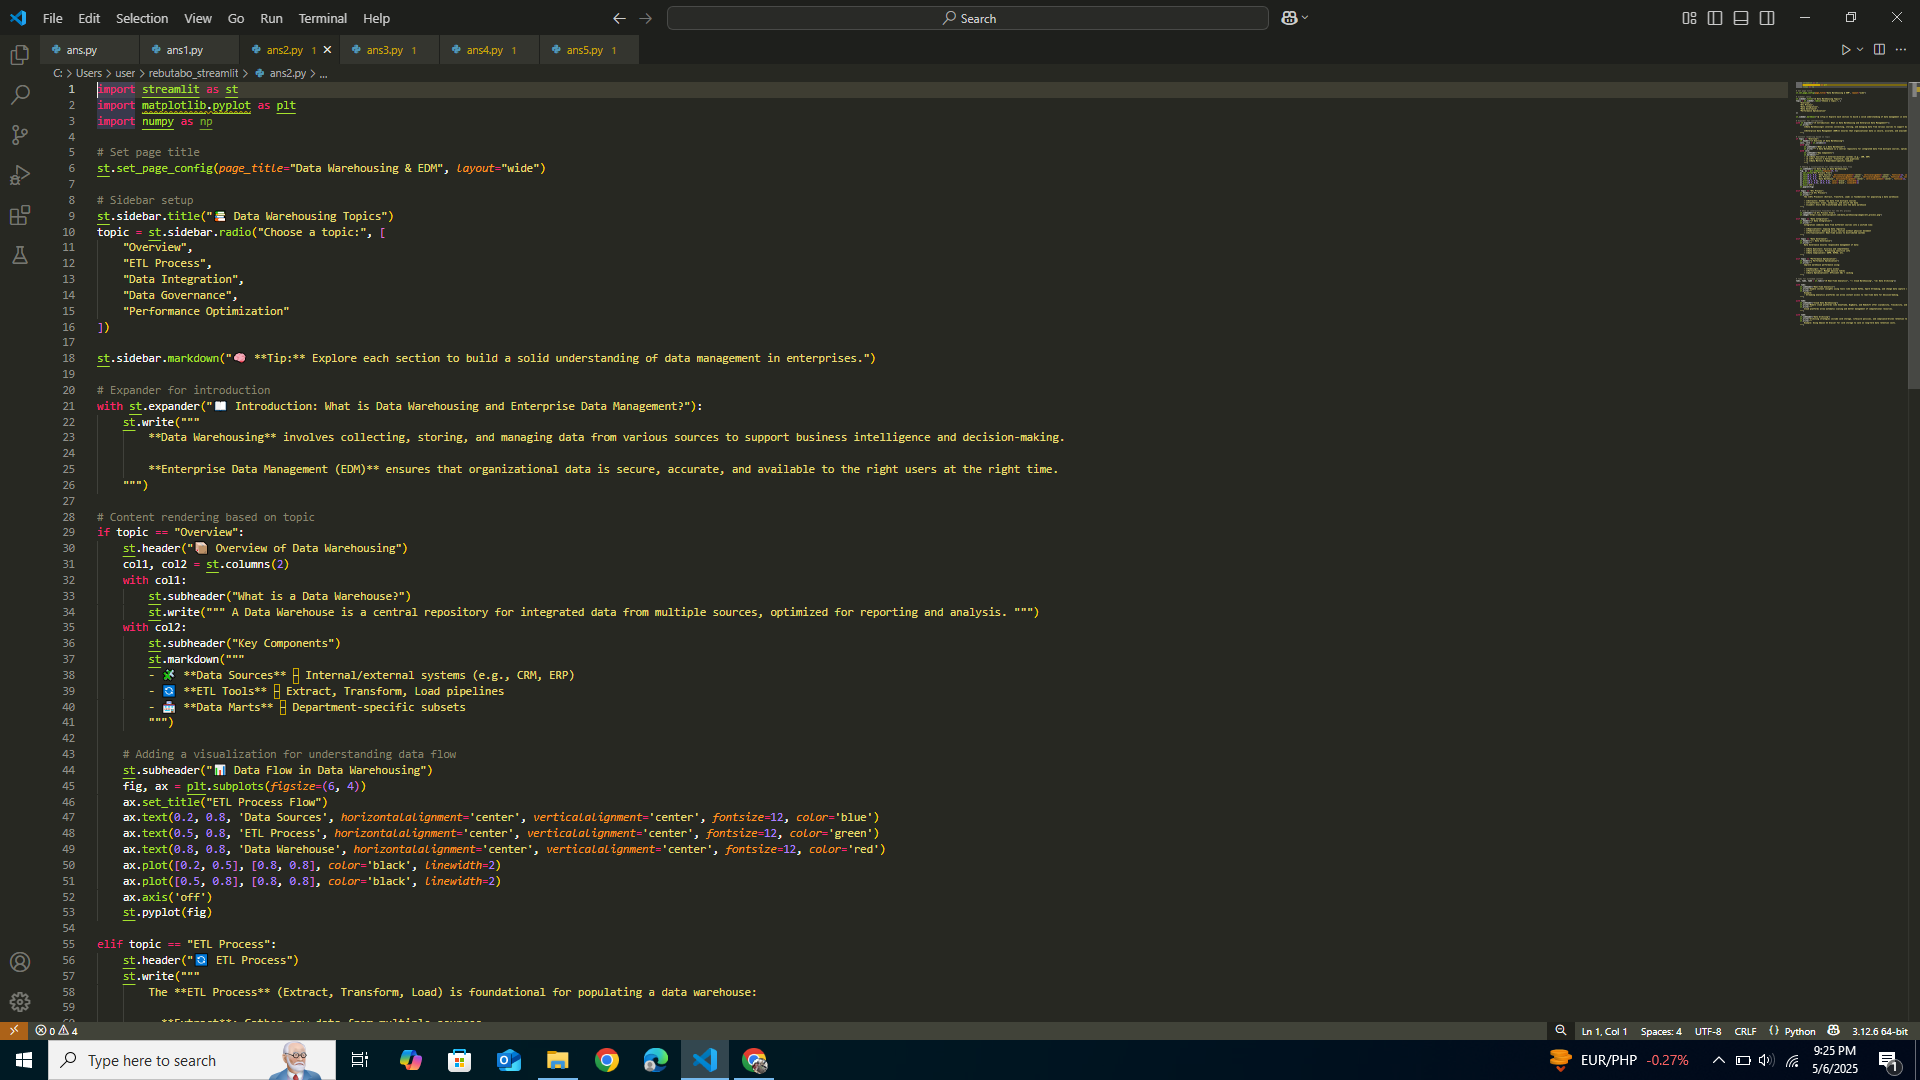 File Edit Selection View Go Run Terminal Help
Search
ans.py ans1.py ans2.py 1 ans3.py 1 ans4.py 1 ans5.py 1
C: > Users > user > rebutabo_streamlit > ans2.py > ...
1 import streamlit as st
2 import matplotlib.pyplot as plt
3 import numpy as np
4
5 # Set page title
6 st.set_page_config(page_title="Data Warehousing & EDM", layout="wide")
7
8 # Sidebar setup
9 st.sidebar.title("📚 Data Warehousing Topics")
10 topic = st.sidebar.radio("Choose a topic:", [
11 "Overview",
12 "ETL Process",
13 "Data Integration",
14 "Data Governance",
15 "Performance Optimization"
16 ])
17
18 st.sidebar.markdown("🧠 **Tip:** Explore each section to build a solid understanding of data management in enterprises.")
19
20 # Expander for introduction
21 with st.expander("📖 Introduction: What is Data Warehousing and Enterprise Data Management?"):
22 st.write("""
23 **Data Warehousing** involves collecting, storing, and managing data from various sources to support business intelligence and decision-making.
24
25 **Enterprise Data Management (EDM)** ensures that organizational data is secure, accurate, and available to the right users at the right time.
26 """)
27
28 # Content rendering based on topic
29 if topic == "Overview":
30 st.header("📦 Overview of Data Warehousing")
31 col1, col2 = st.columns(2)
32 with col1:
33 st.subheader("What is a Data Warehouse?")
34 st.write(""" A Data Warehouse is a central repository for integrated data from multiple sources, optimized for reporting and analysis. """)
35 with col2:
36 st.subheader("Key Components")
37 st.markdown("""
38 - 🧩 **Data Sources** – Internal/external systems (e.g., CRM, ERP)
39 - 🔄 **ETL Tools** – Extract, Transform, Load pipelines
40 - 🏪 **Data Marts** – Department-specific subsets
41 """)
42
43 # Adding a visualization for understanding data flow
44 st.subheader("📊 Data Flow in Data Warehousing")
45 fig, ax = plt.subplots(figsize=(6, 4))
46 ax.set_title("ETL Process Flow")
47 ax.text(0.2, 0.8, 'Data Sources', horizontalalignment='center', verticalalignment='center', fontsize=12, color='blue')
48 ax.text(0.5, 0.8, 'ETL Process', horizontalalignment='center', verticalalignment='center', fontsize=12, color='green')
49 ax.text(0.8, 0.8, 'Data Warehouse', horizontalalignment='center', verticalalignment='center', fontsize=12, color='red')
50 ax.plot([0.2, 0.5], [0.8, 0.8], color='black', linewidth=2)
51 ax.plot([0.5, 0.8], [0.8, 0.8], color='black', linewidth=2)
52 ax.axis('off')
53 st.pyplot(fig)
54
55 elif topic == "ETL Process":
56 st.header("🔄 ETL Process")
57 st.write("""
58 The **ETL Process** (Extract, Transform, Load) is foundational for populating a data warehouse:
59
0 4 Ln 1, Col 1 Spaces: 4 UTF-8 CRLF Python 3.12.6 64-bit
Type here to search
EUR/PHP -0.27%
9:25 PM
5/6/2025
1